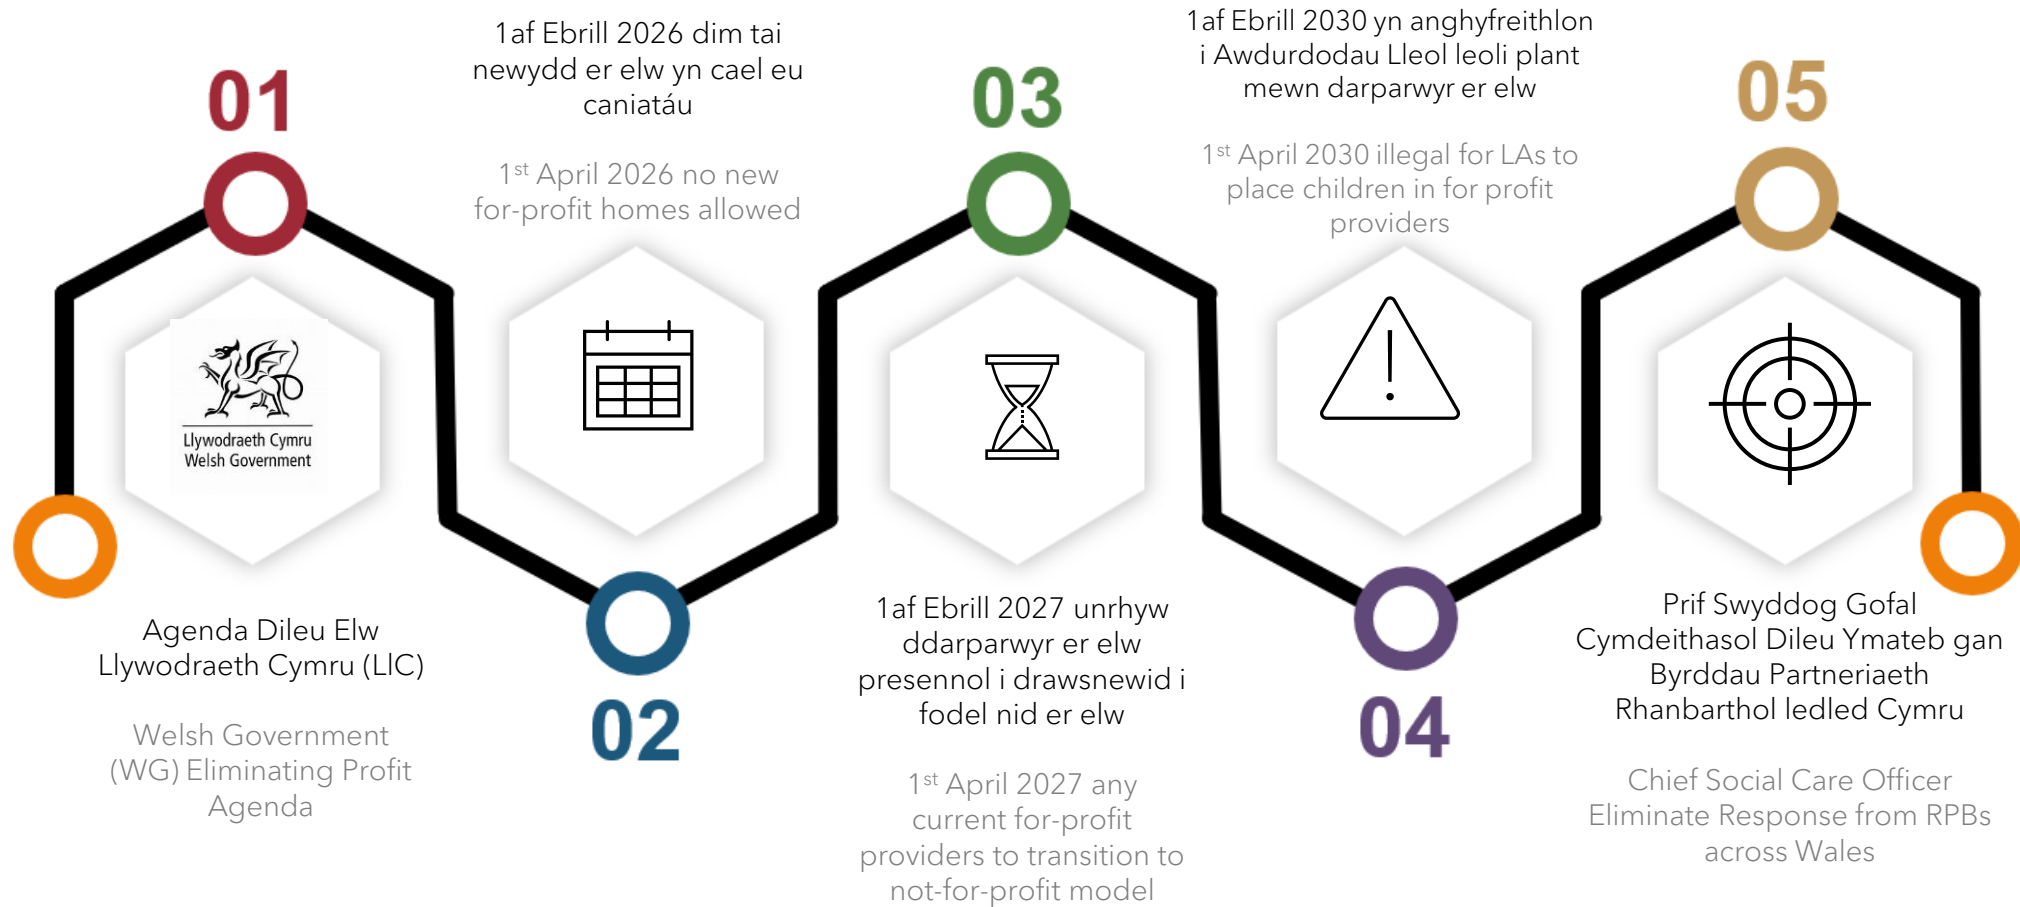 01
Llywodraeth Cymru
Welsh Government
Agenda Dileu Elw
Llywodraeth Cymru (LlC)
Welsh Government
(WG) Eliminating Profit
Agenda
1af Ebrill 2026 dim tai
newydd er elw yn cael eu
caniatáu
1st April 2026 no new
for-profit homes allowed
02
03
1af Ebrill 2027 unrhyw
ddarparwyr er elw
presennol i drawsnewid i
fodel nid er elw
1st April 2027 any
current for-profit
providers to transition to
not-for-profit model
1af Ebrill 2030 yn anghyfreithlon
i Awdurdodau Lleol leoli plant
mewn darparwyr er elw
1st April 2030 illegal for LAs to
place children in for profit
providers
04
05
Prif Swyddog Gofal
Cymdeithasol Dileu Ymateb gan
Byrddau Partneriaeth
Rhanbarthol ledled Cymru
Chief Social Care Officer
Eliminate Response from RPBs
across Wales